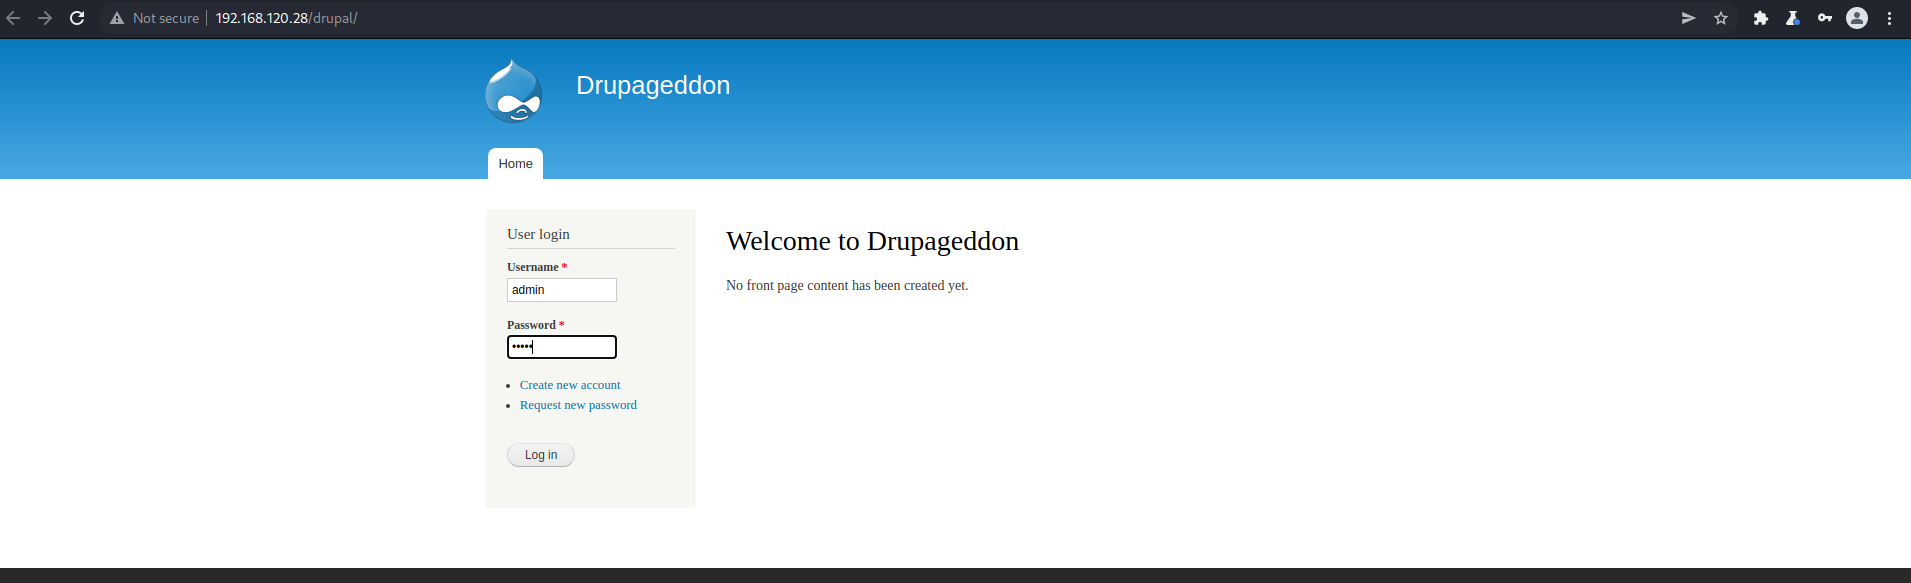 Not secure 192.168.120.28/drupal/
Drupageddon
Home
User login
Username *
admin
Password *
•••••
Create new account
Request new password
Log in
Welcome to Drupageddon
No front page content has been created yet.